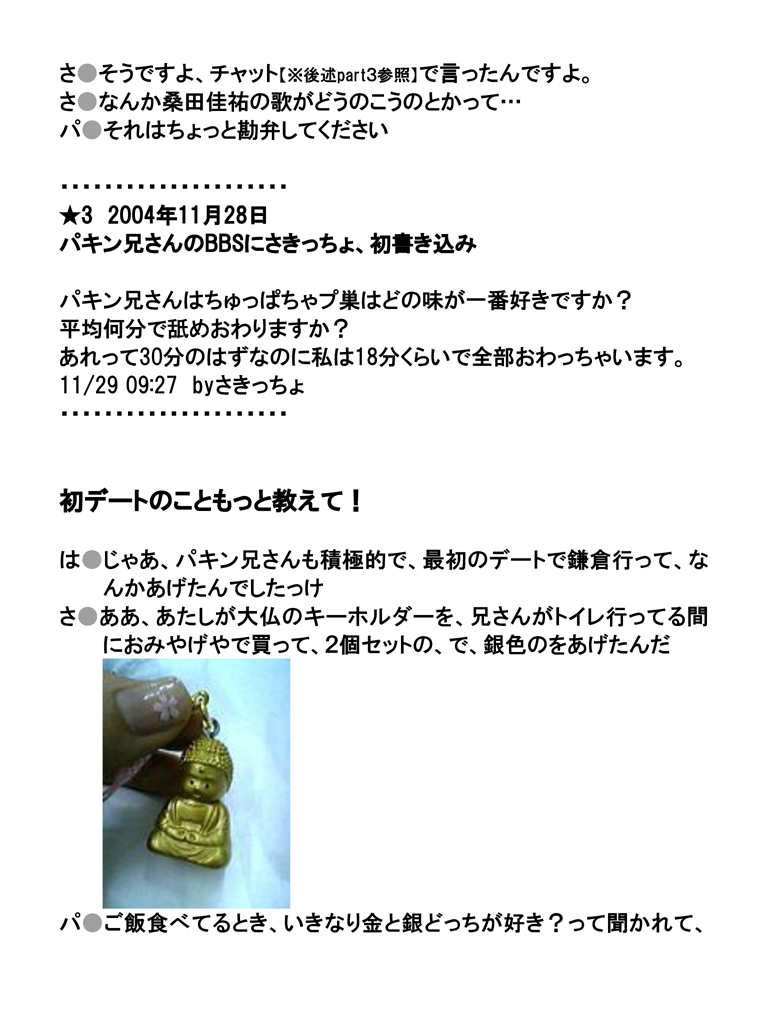 さ●そうですよ、チャット【※後述part3参照】で言ったんですよ。
さ●なんか桑田佳祐の歌がどうのこうのとかって…
パ●それはちょっと勘弁してください
・・・・・・・・・・・・・・・・・・・・・
★3 2004年11月28日
パキン兄さんのBBSにさきっちょ、初書き込み
パキン兄さんはちゅっぱちゃプ巣はどの味が一番好きですか？
平均何分で舐めおわりますか？
あれって30分のはずなのに私は18分くらいで全部おわっちゃいます。
11/29 09:27 byさきっちょ
・・・・・・・・・・・・・・・・・・・・・
初デートのこともっと教えて！
は●じゃあ、パキン兄さんも積極的で、最初のデートで鎌倉行って、な
んかあげたんでしたっけ
さ●ああ、あたしが大仏のキーホルダーを、兄さんがトイレ行ってる間
におみやげやで買って、2個セットの、で、銀色のをあげたんだ
パ●ご飯食べてるとき、いきなり金と銀どっちが好き？って聞かれて、